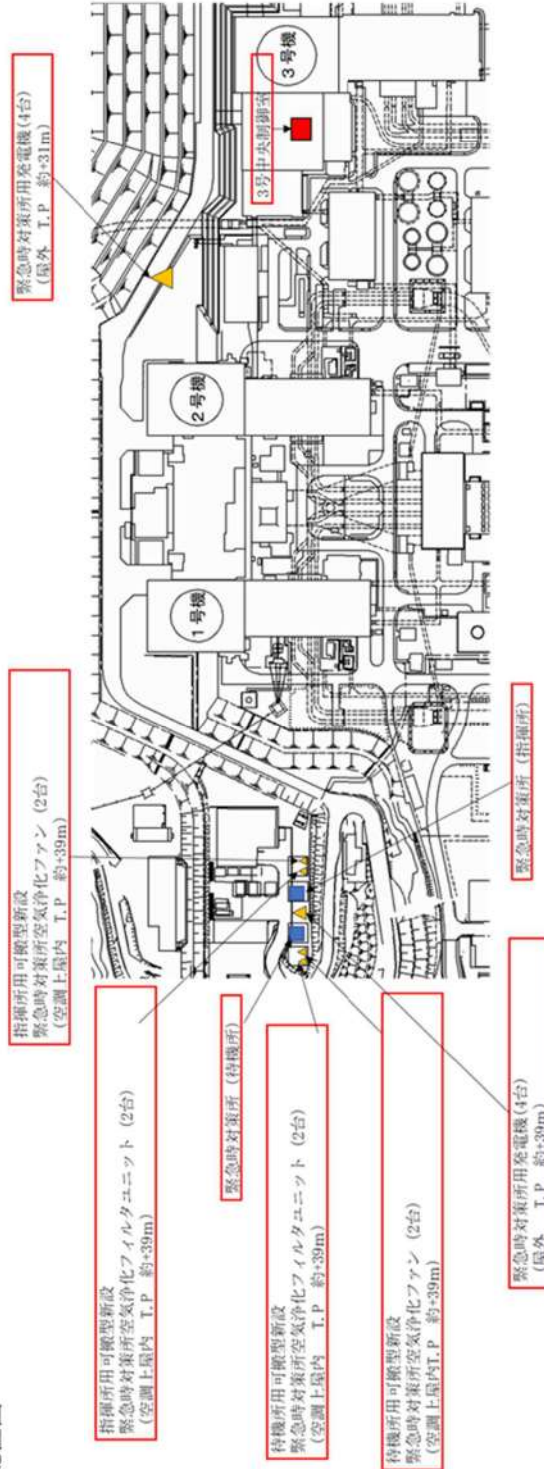 緊急時対策所用発電機(4台)
(屋外 T.P 約+31m)
3号中央制御室
3号機
2号機
1号機
指揮所用可搬型新設
緊急時対策所空気浄化ファン (2台)
(空調上屋内 T.P 約+39m)
指揮所用可搬型新設
緊急時対策所空気浄化フィルタユニット (2台)
(空調上屋内 T.P 約+39m)
緊急時対策所 (待機所)
待機所用可搬型新設
緊急時対策所空気浄化フィルタユニット (2台)
(空調上屋内 T.P 約+39m)
待機所用可搬型新設
緊急時対策所空気浄化ファン (2台)
(空調上屋内T.P 約+39m)
緊急時対策所用発電機(4台)
(屋外 T.P 約+39m)
緊急時対策所 (指揮所)